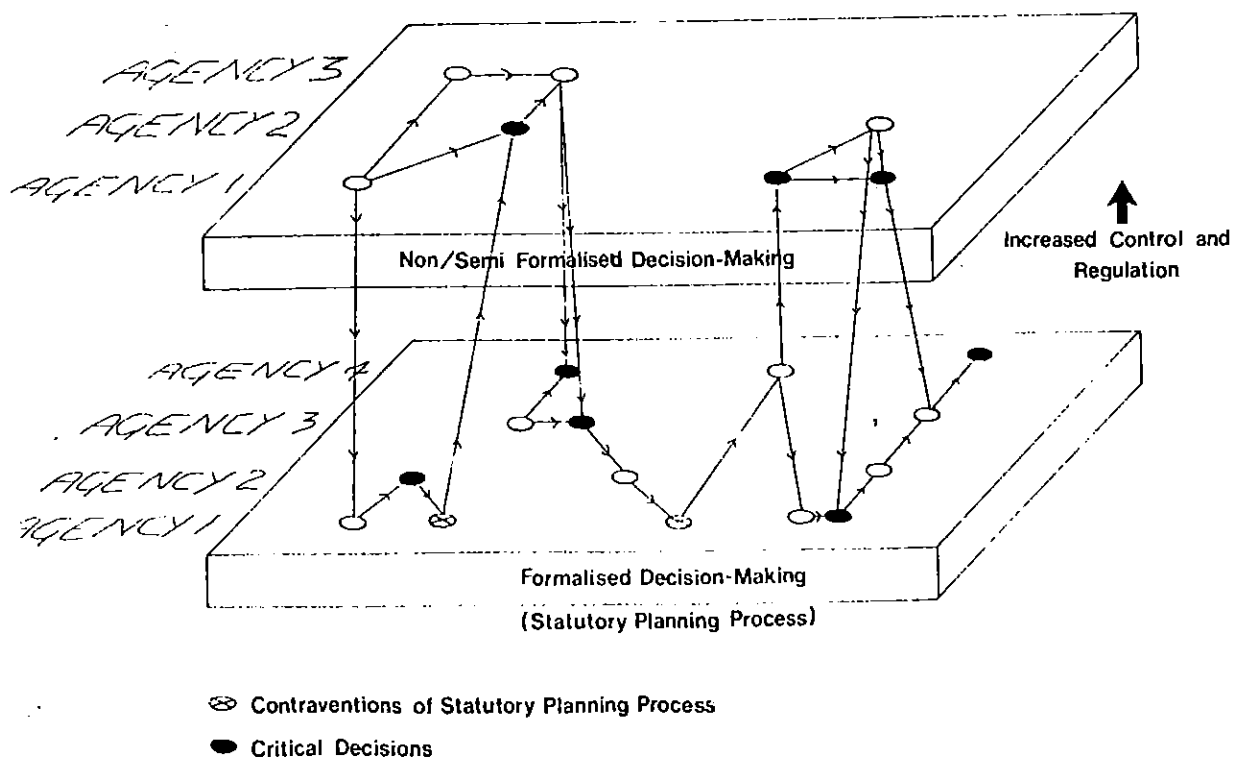 AGENCY 3
AGENCY 2
AGENCY 1
Non/Semi Formalised Decision-Making
Increased Control and
Regulation
AGENCY 4
AGENCY 3
AGENCY 2
AGENCY 1
Formalised Decision-Making
(Statutory Planning Process)
Contraventions of Statutory Planning Process
Critical Decisions